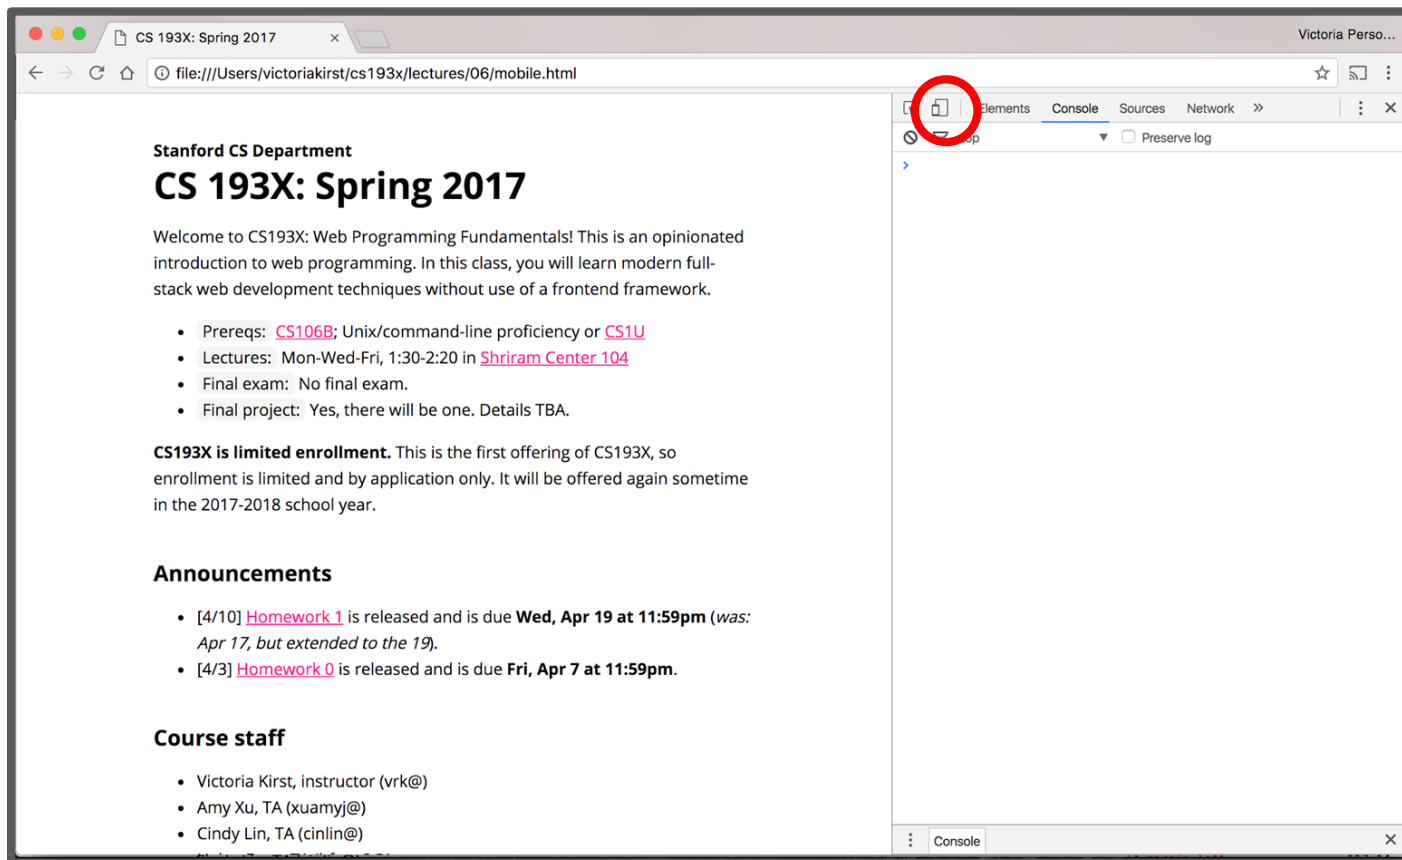 CS 193X: Spring 2017
Victoria Perso...
file:///Users/victoriakirst/cs193x/lectures/06/mobile.html
Elements Console Sources Network
Preserve log
Stanford CS Department
CS 193X: Spring 2017
Welcome to CS193X: Web Programming Fundamentals! This is an opinionated
introduction to web programming. In this class, you will learn modern full-
stack web development techniques without use of a frontend framework.
• Prereqs: CS106B; Unix/command-line proficiency or CS1U
• Lectures: Mon-Wed-Fri, 1:30-2:20 in Shriram Center 104
• Final exam: No final exam.
• Final project: Yes, there will be one. Details TBA.
CS193X is limited enrollment. This is the first offering of CS193X, so
enrollment is limited and by application only. It will be offered again sometime
in the 2017-2018 school year.
Announcements
• [4/10] Homework 1 is released and is due Wed, Apr 19 at 11:59pm (was:
Apr 17, but extended to the 19).
• [4/3] Homework 0 is released and is due Fri, Apr 7 at 11:59pm.
Course staff
• Victoria Kirst, instructor (vrk@)
• Amy Xu, TA (xuamyj@)
• Cindy Lin, TA (cinlin@)
Console